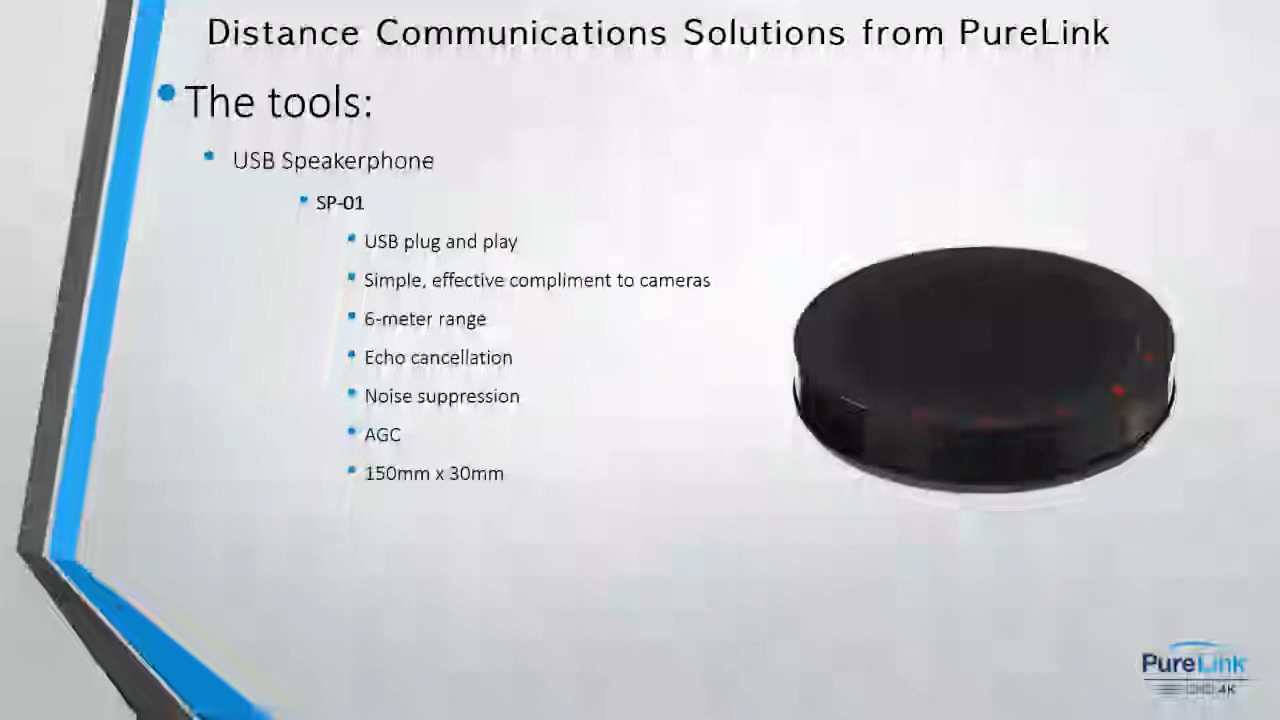 Distance Communications Solutions from PureLink
The tools:
USB Speakerphone
SP-01
USB plug and play
Simple, effective compliment to cameras
6-meter range
Echo cancellation
Noise suppression
AGC
150mm x 30mm
PureLink
4K